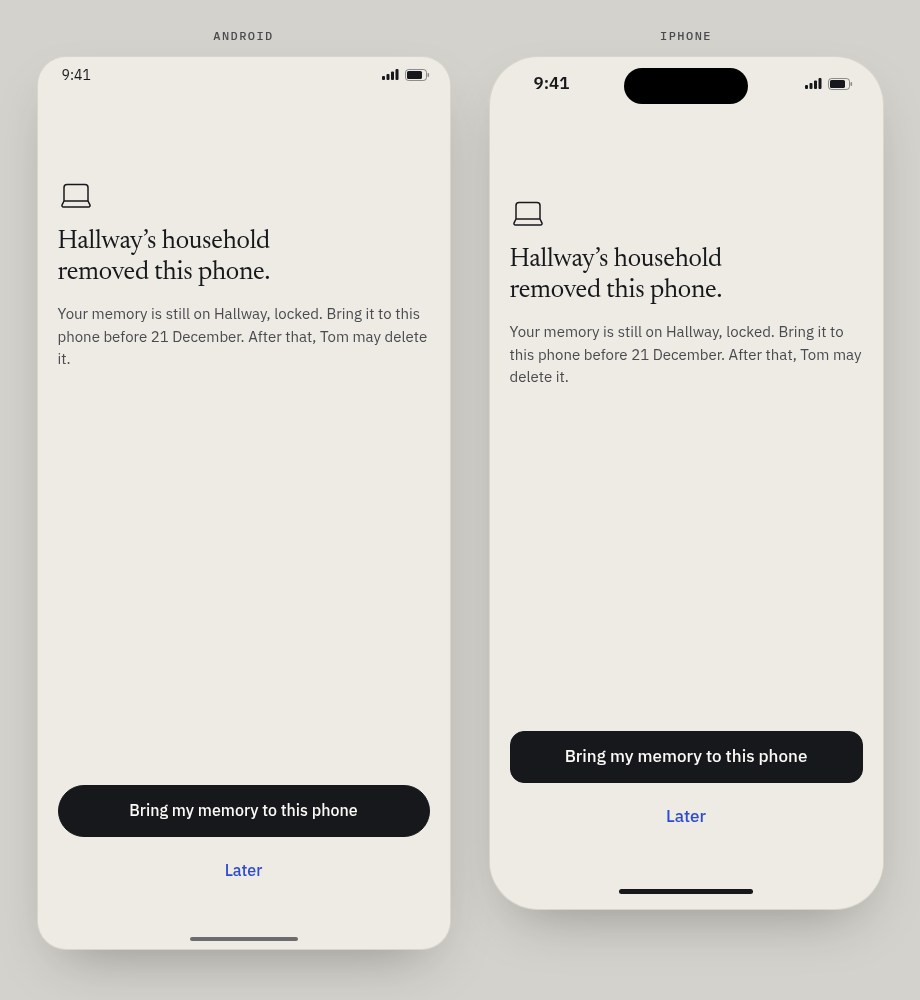 ANDROID
9:41
Hallway’s household
removed this phone.
Your memory is still on Hallway, locked. Bring it to this
phone before 21 December. After that, Tom may delete
it.
Bring my memory to this phone
Later
IPHONE
9:41
Hallway’s household
removed this phone.
Your memory is still on Hallway, locked. Bring it to
this phone before 21 December. After that, Tom may
delete it.
Bring my memory to this phone
Later